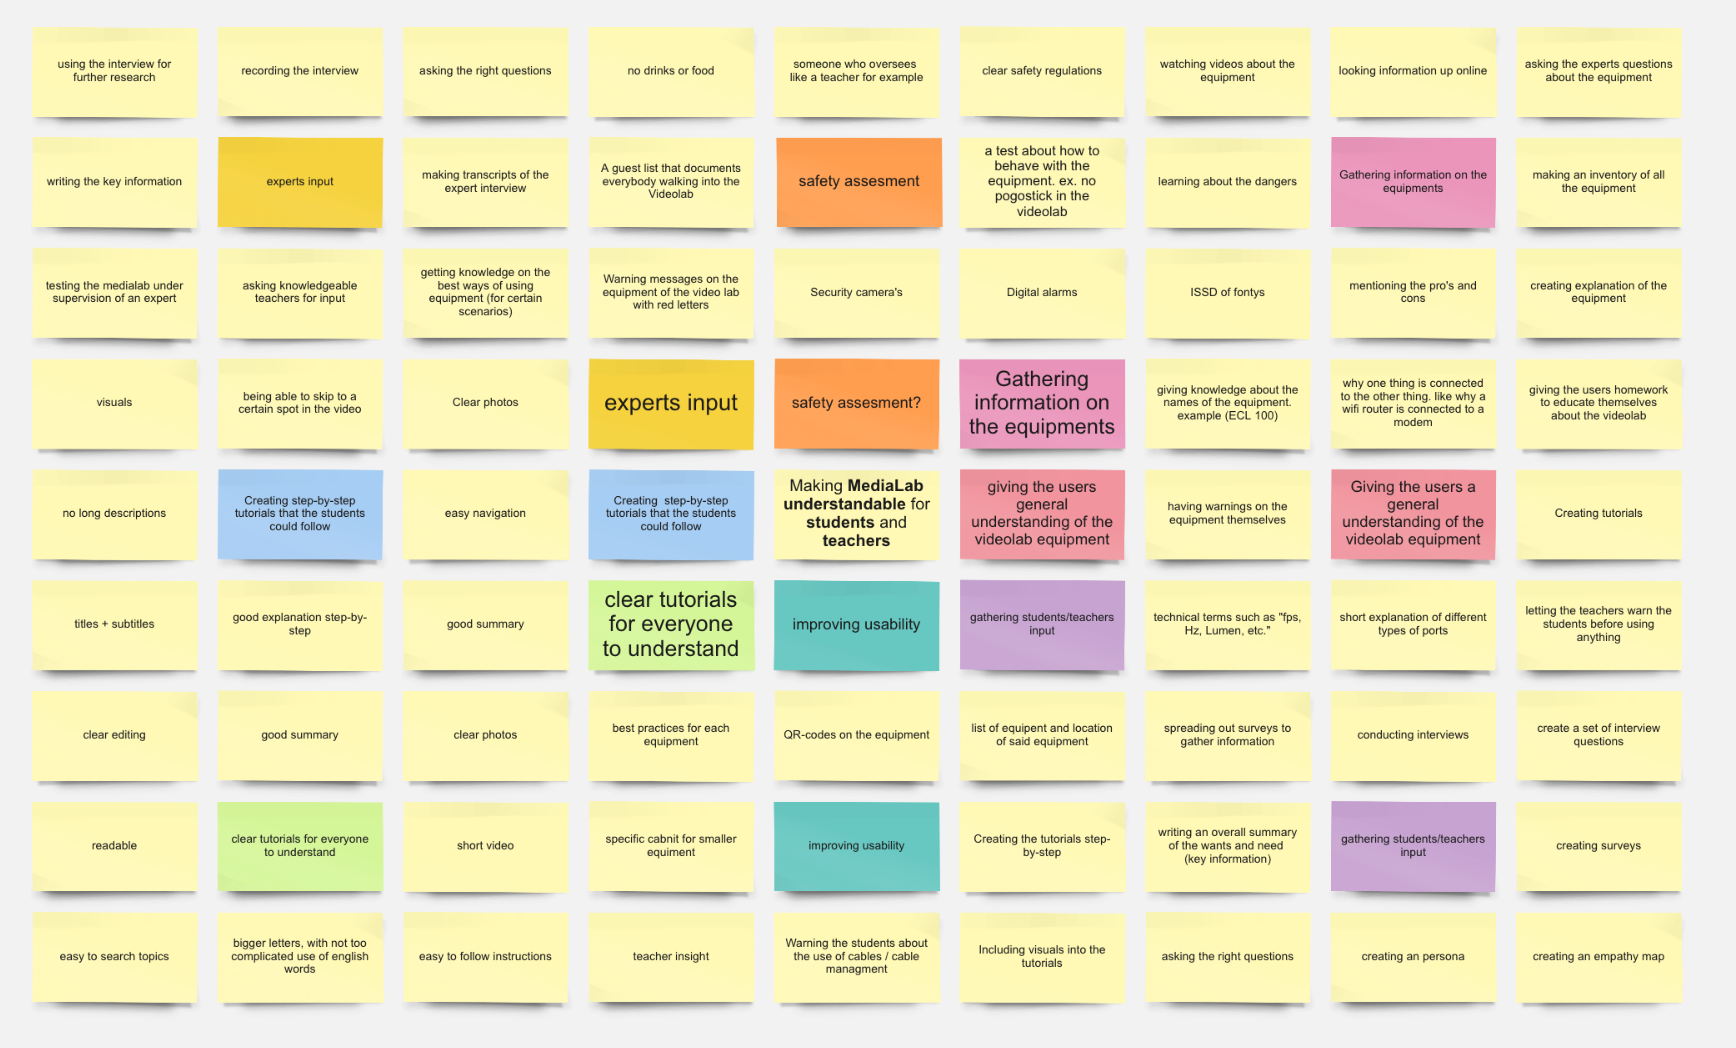 using the interview for
further research
recording the interview
asking the right questions
no drinks or food
someone who oversees
like a teacher for example
clear safety regulations
watching videos about the
equipment
looking information up online
asking the experts questions
about the equipment
writing the key information
experts input
making transcripts of the
expert interview
A guest list that documents
everybody walking into the
Videolab
safety assesment
a test about how to
behave with the
equipment. ex. no
pogostick in the
videolab
learning about the dangers
Gathering information on the
equipments
making an inventory of all
the equipment
testing the medialab under
supervision of an expert
asking knowledgeable
teachers for input
getting knowledge on the
best ways of using
equipment (for certain
scenarios)
Warning messages on the
equipment of the video lab
with red letters
Security camera's
Digital alarms
ISSD of fontys
mentioning the pro's and
cons
creating explanation of the
equipment
visuals
being able to skip to a
certain spot in the video
Clear photos
experts input
safety assesment?
Gathering
information on
the equipments
giving knowledge about the
names of the equipment.
example (ECL 100)
why one thing is connected
to the other thing. like why a
wifi router is connected to a
modem
giving the users homework
to educate themselves
about the videolab
no long descriptions
Creating step-by-step
tutorials that the students
could follow
easy navigation
Creating  step-by-step
tutorials that the students
could follow
Making MediaLab
understandable for
students and
teachers
giving the users
general
understanding of the
videolab equipment
having warnings on the
equipment themselves
Giving the users a
general
understanding of the
videolab equipment
Creating tutorials
titles + subtitles
good explanation step-by-
step
good summary
clear tutorials
for everyone
to understand
improving usability
gathering students/teachers
input
technical terms such as "fps,
Hz, Lumen, etc."
short explanation of different
types of ports
letting the teachers warn the
students before using
anything
clear editing
good summary
clear photos
best practices for each
equipment
QR-codes on the equipment
list of equipent and location
of said equipment
spreading out surveys to
gather information
conducting interviews
create a set of interview
questions
readable
clear tutorials for everyone
to understand
short video
specific cabnit for smaller
equiment
improving usability
Creating the tutorials step-
by-step
writing an overall summary
of the wants and need
(key information)
gathering students/teachers
input
creating surveys
easy to search topics
bigger letters, with not too
complicated use of english
words
easy to follow instructions
teacher insight
Warning the students about
the use of cables / cable
managment
Including visuals into the
tutorials
asking the right questions
creating an persona
creating an empathy map